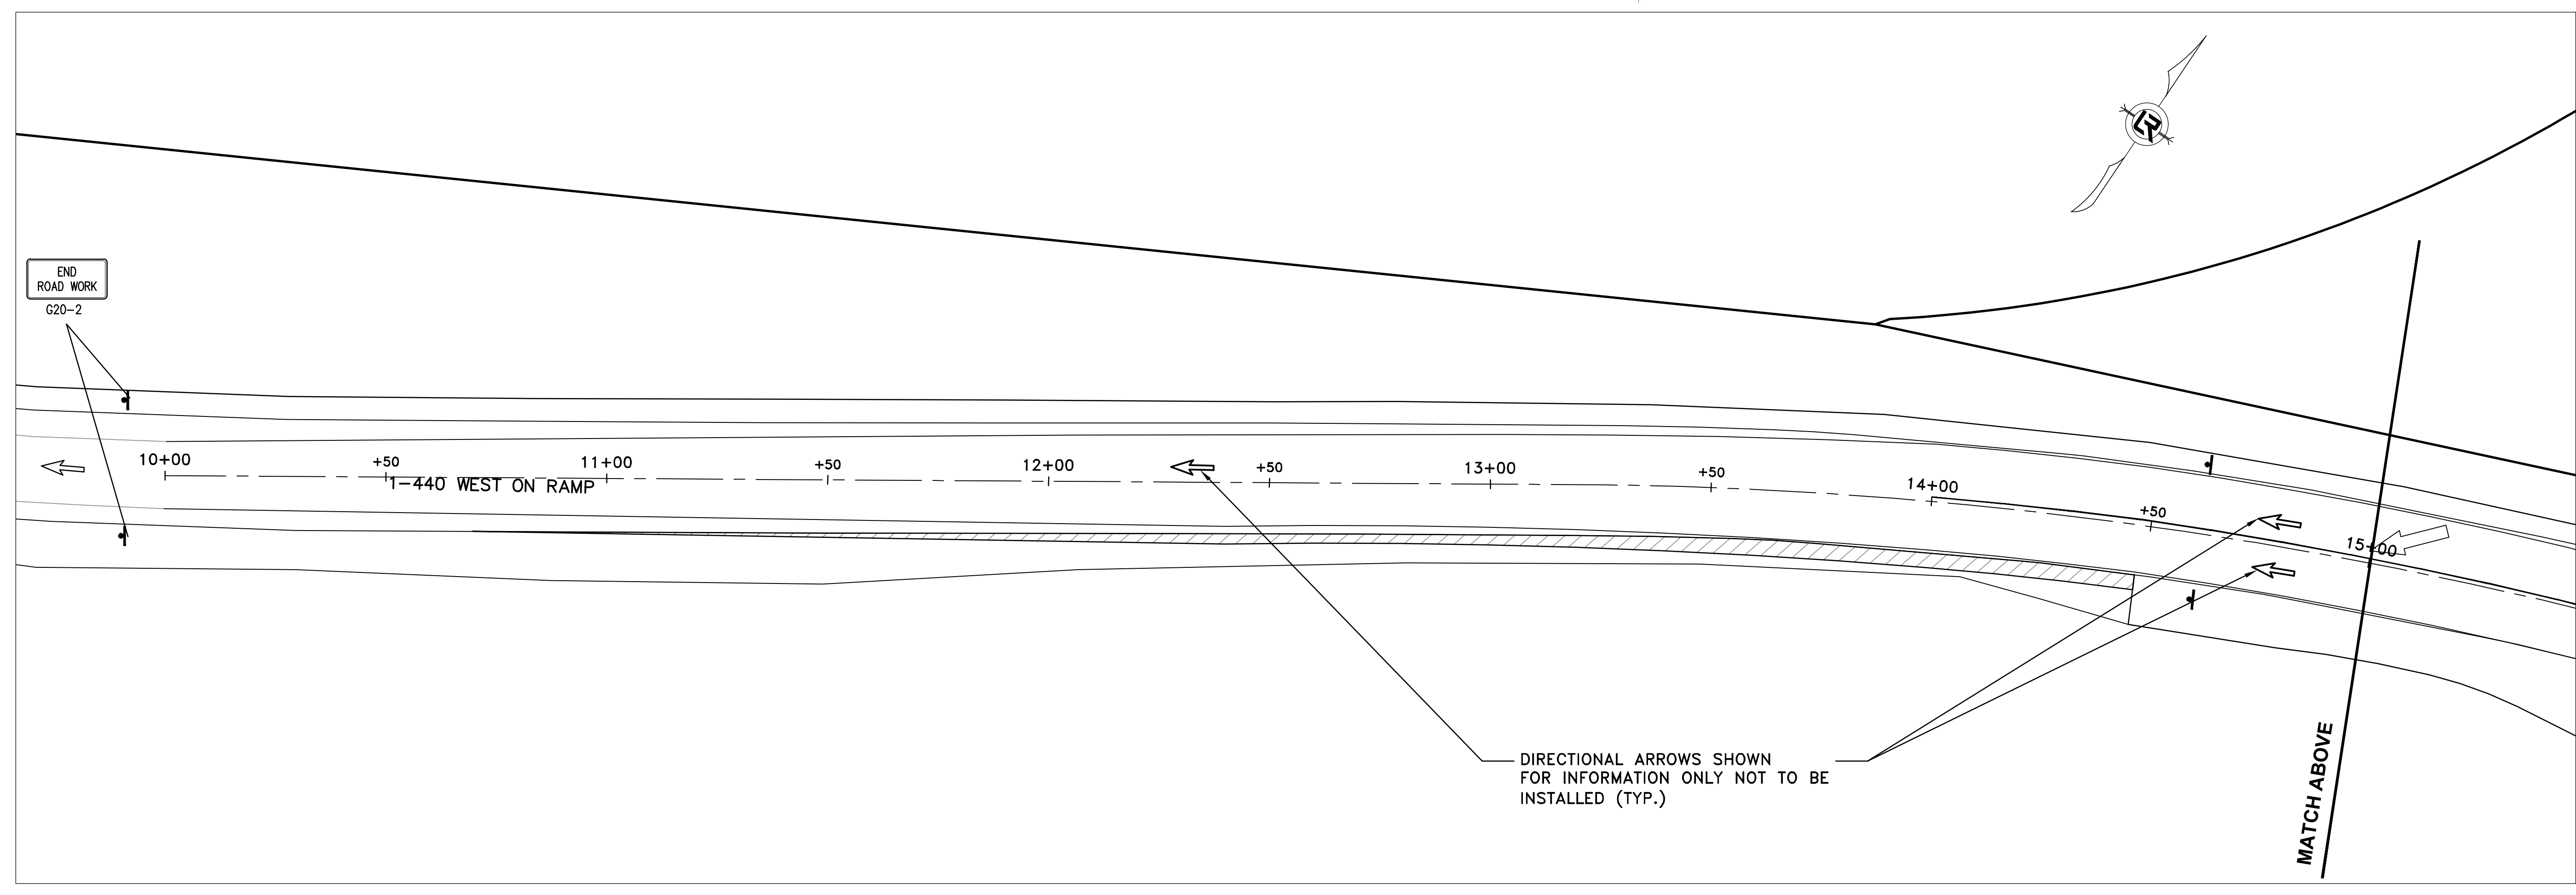 END
ROAD WORK
G20-2
10+00
+50
11+00
+50
12+00
+50
13+00
+50
14+00
+50
15+00
1-440 WEST ON RAMP
DIRECTIONAL ARROWS SHOWN
FOR INFORMATION ONLY NOT TO BE
INSTALLED (TYP.)
MATCH ABOVE